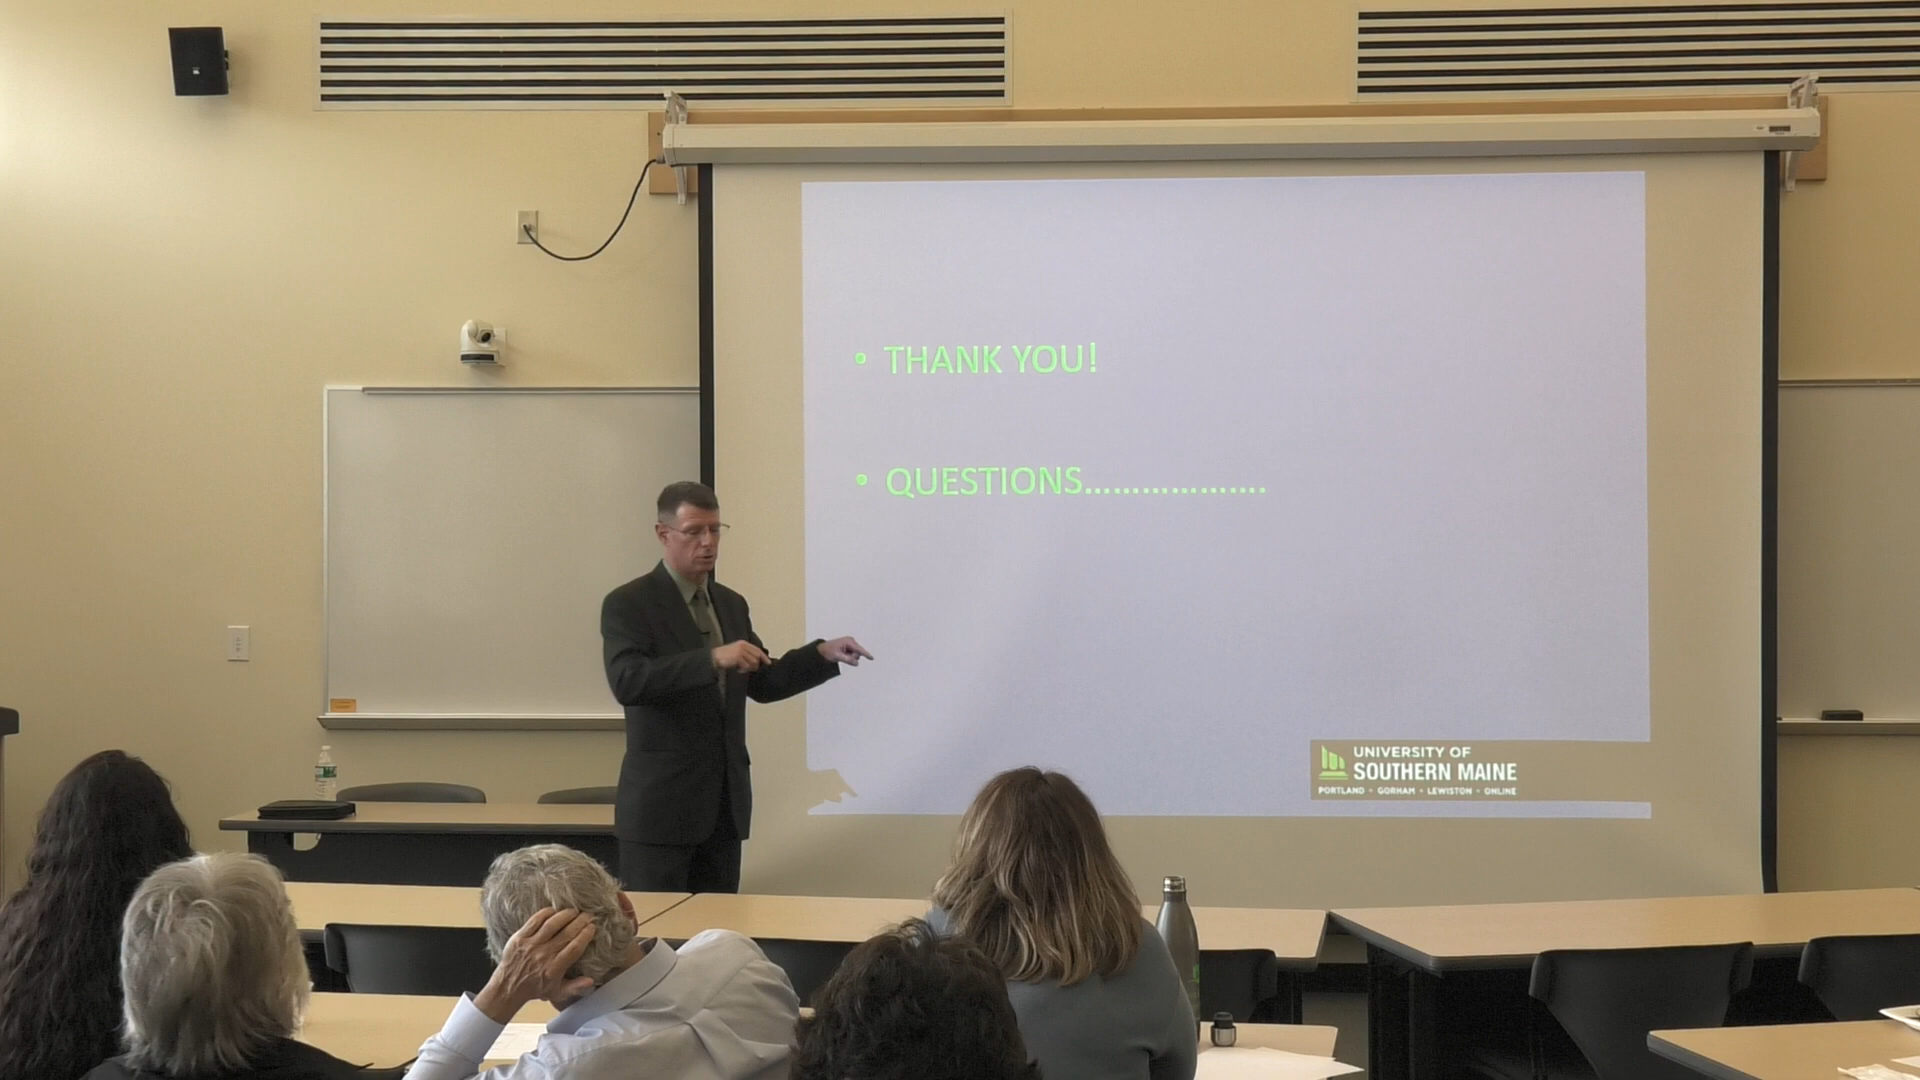 • THANK YOU!
• QUESTIONS...................
UNIVERSITY OF
SOUTHERN MAINE
PORTLAND • GORHAM • LEWISTON • ONLINE